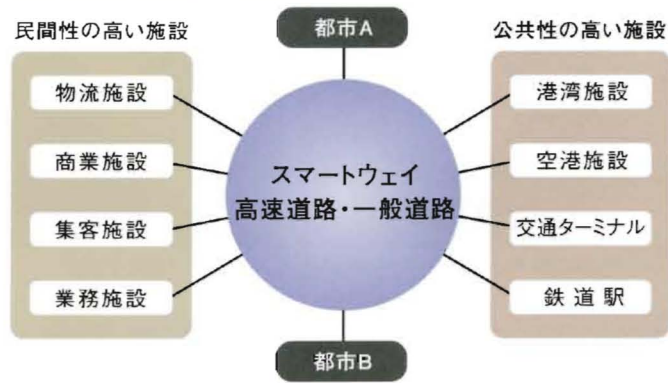 民間性の高い施設
都市A
公共性の高い施設
物流施設
商業施設
集客施設
業務施設
スマートウェイ
高速道路・一般道路
港湾施設
空港施設
交通ターミナル
鉄道駅
都市B